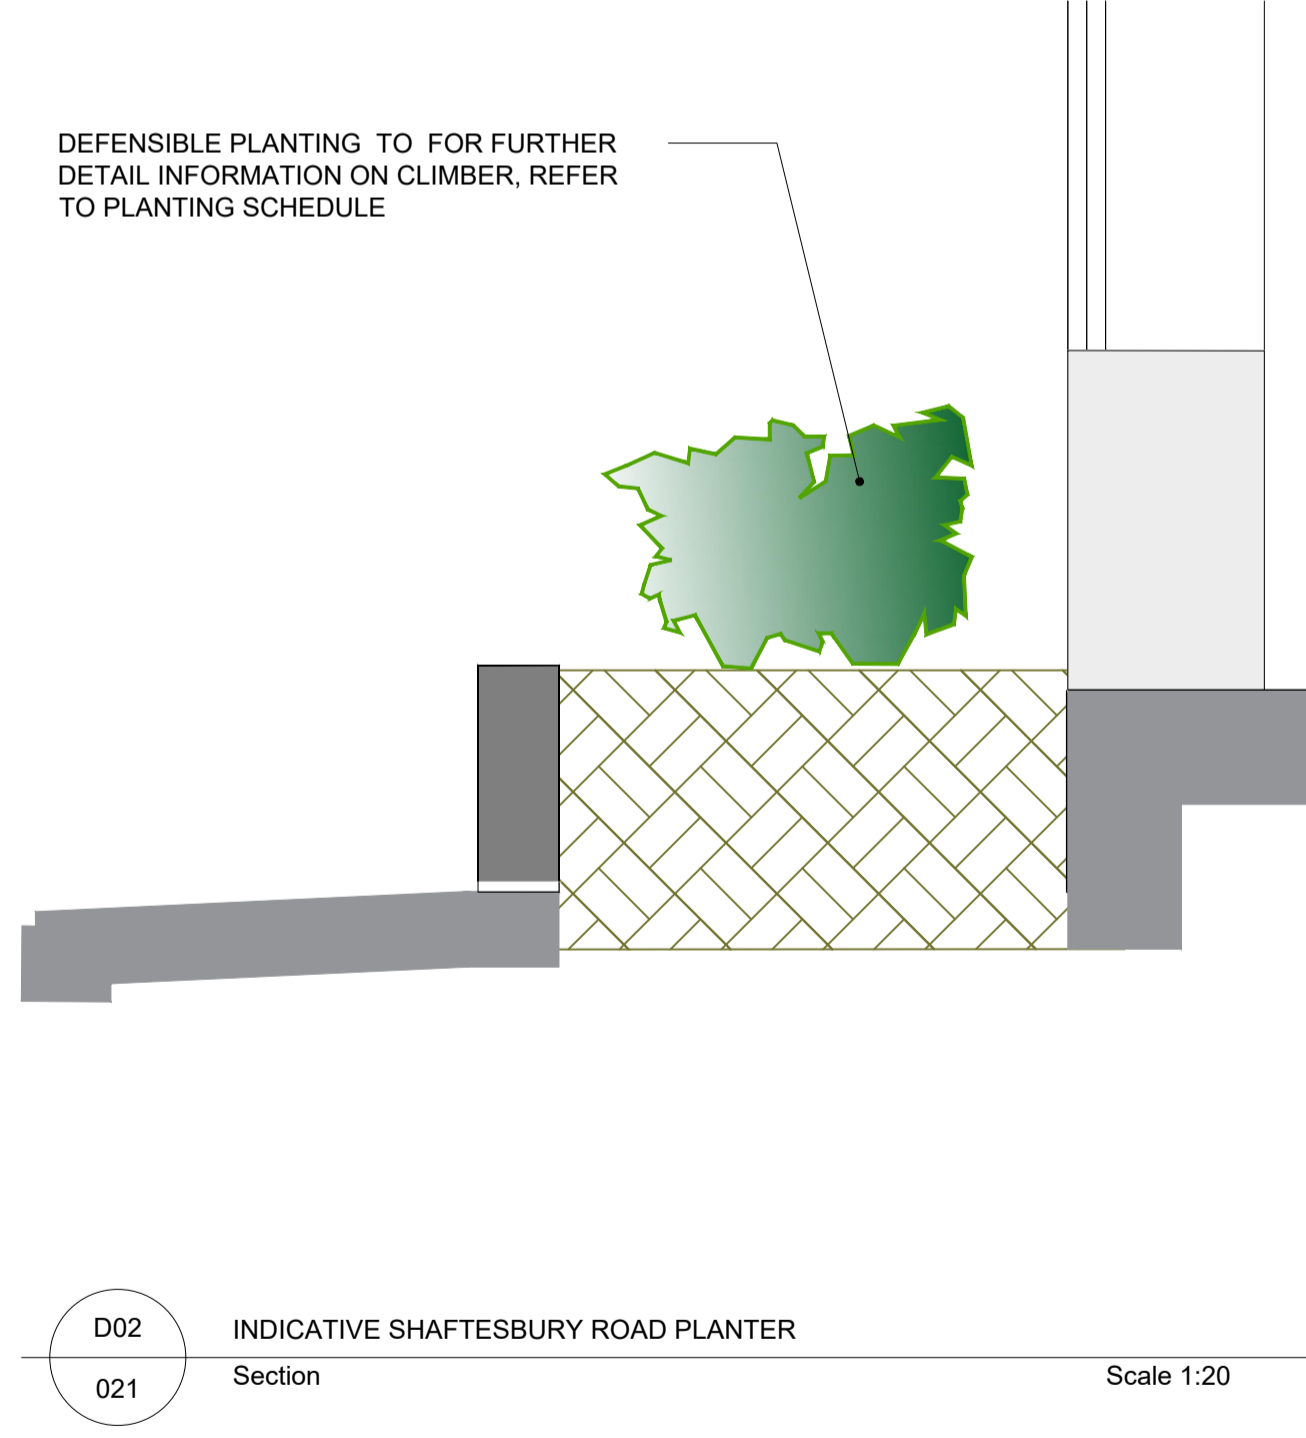 DEFENSIBLE PLANTING TO FOR FURTHER
DETAIL INFORMATION ON CLIMBER, REFER
TO PLANTING SCHEDULE
D02
INDICATIVE SHAFTESBURY ROAD PLANTER
021
Section
Scale 1:20